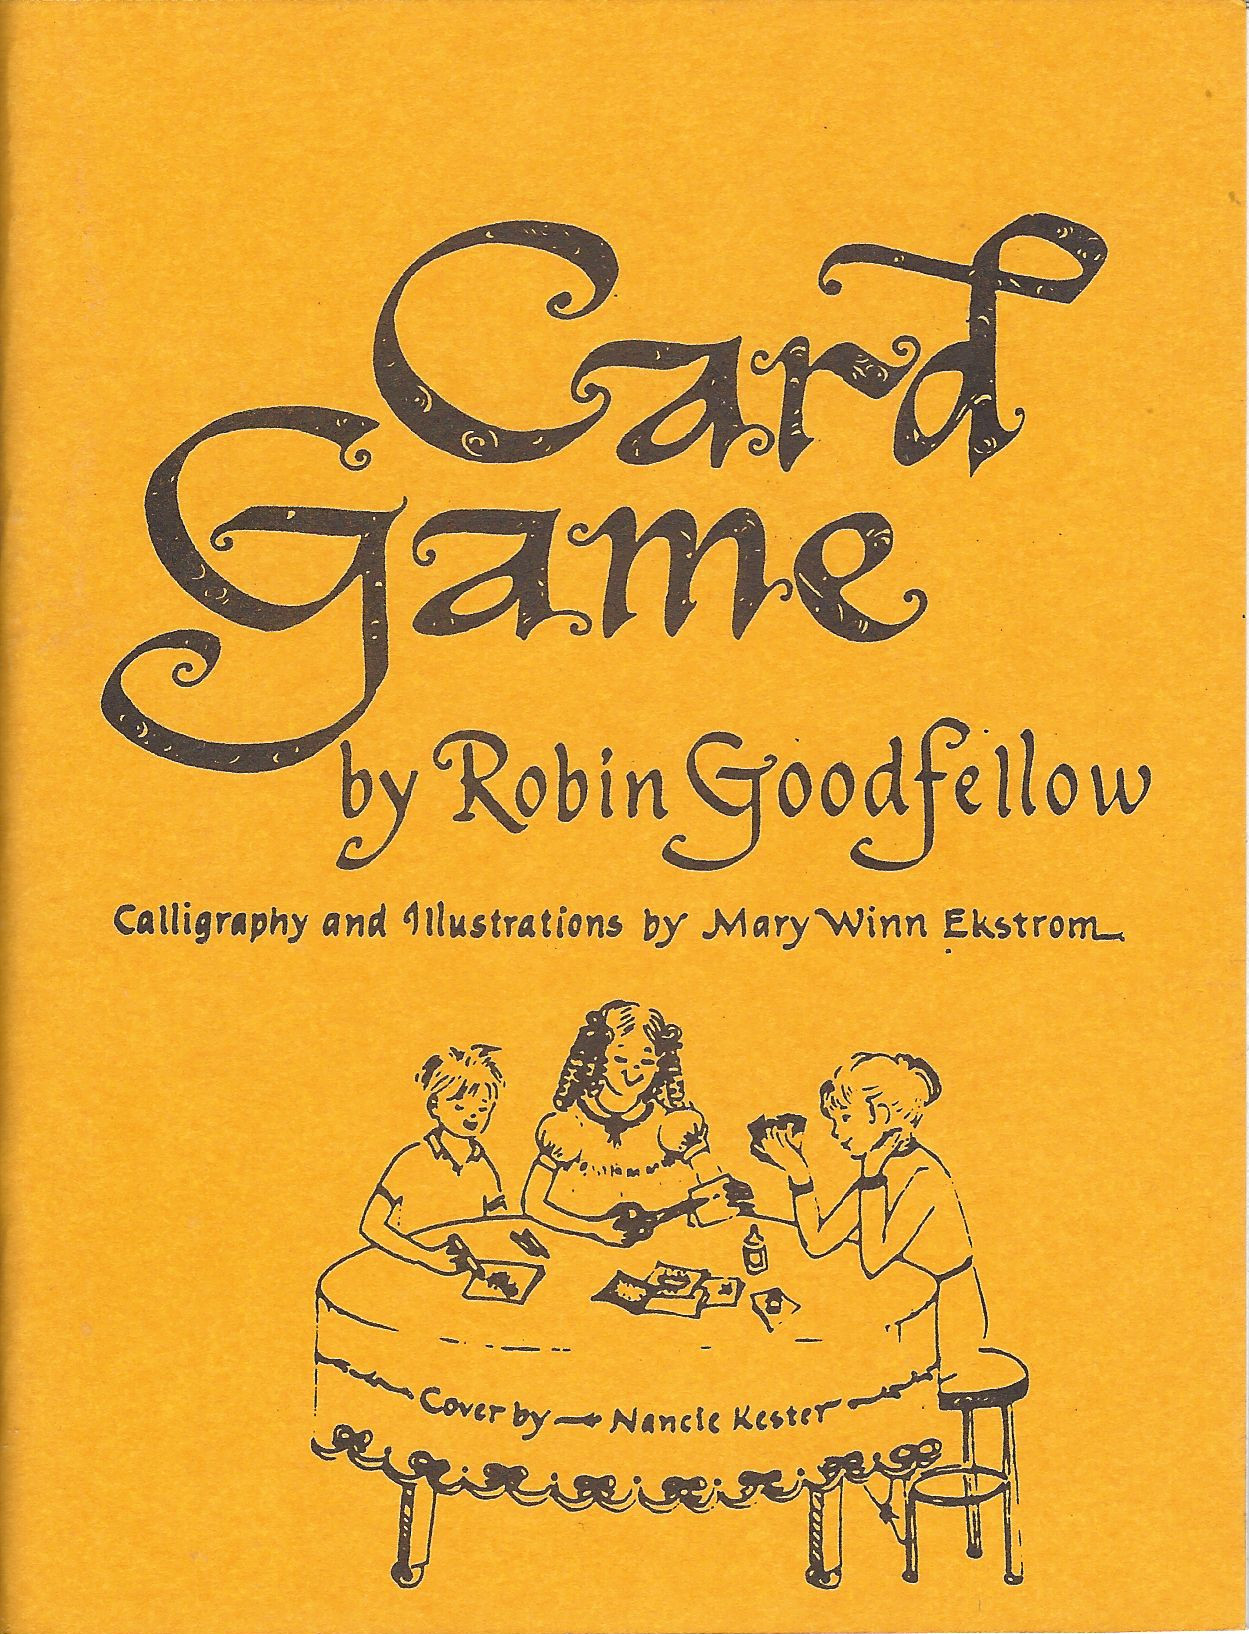 Card
Game
by Robin Goodfellow
Calligraphy and Illustrations by Mary Winn Ekstrom
Cover by Nancie Kester